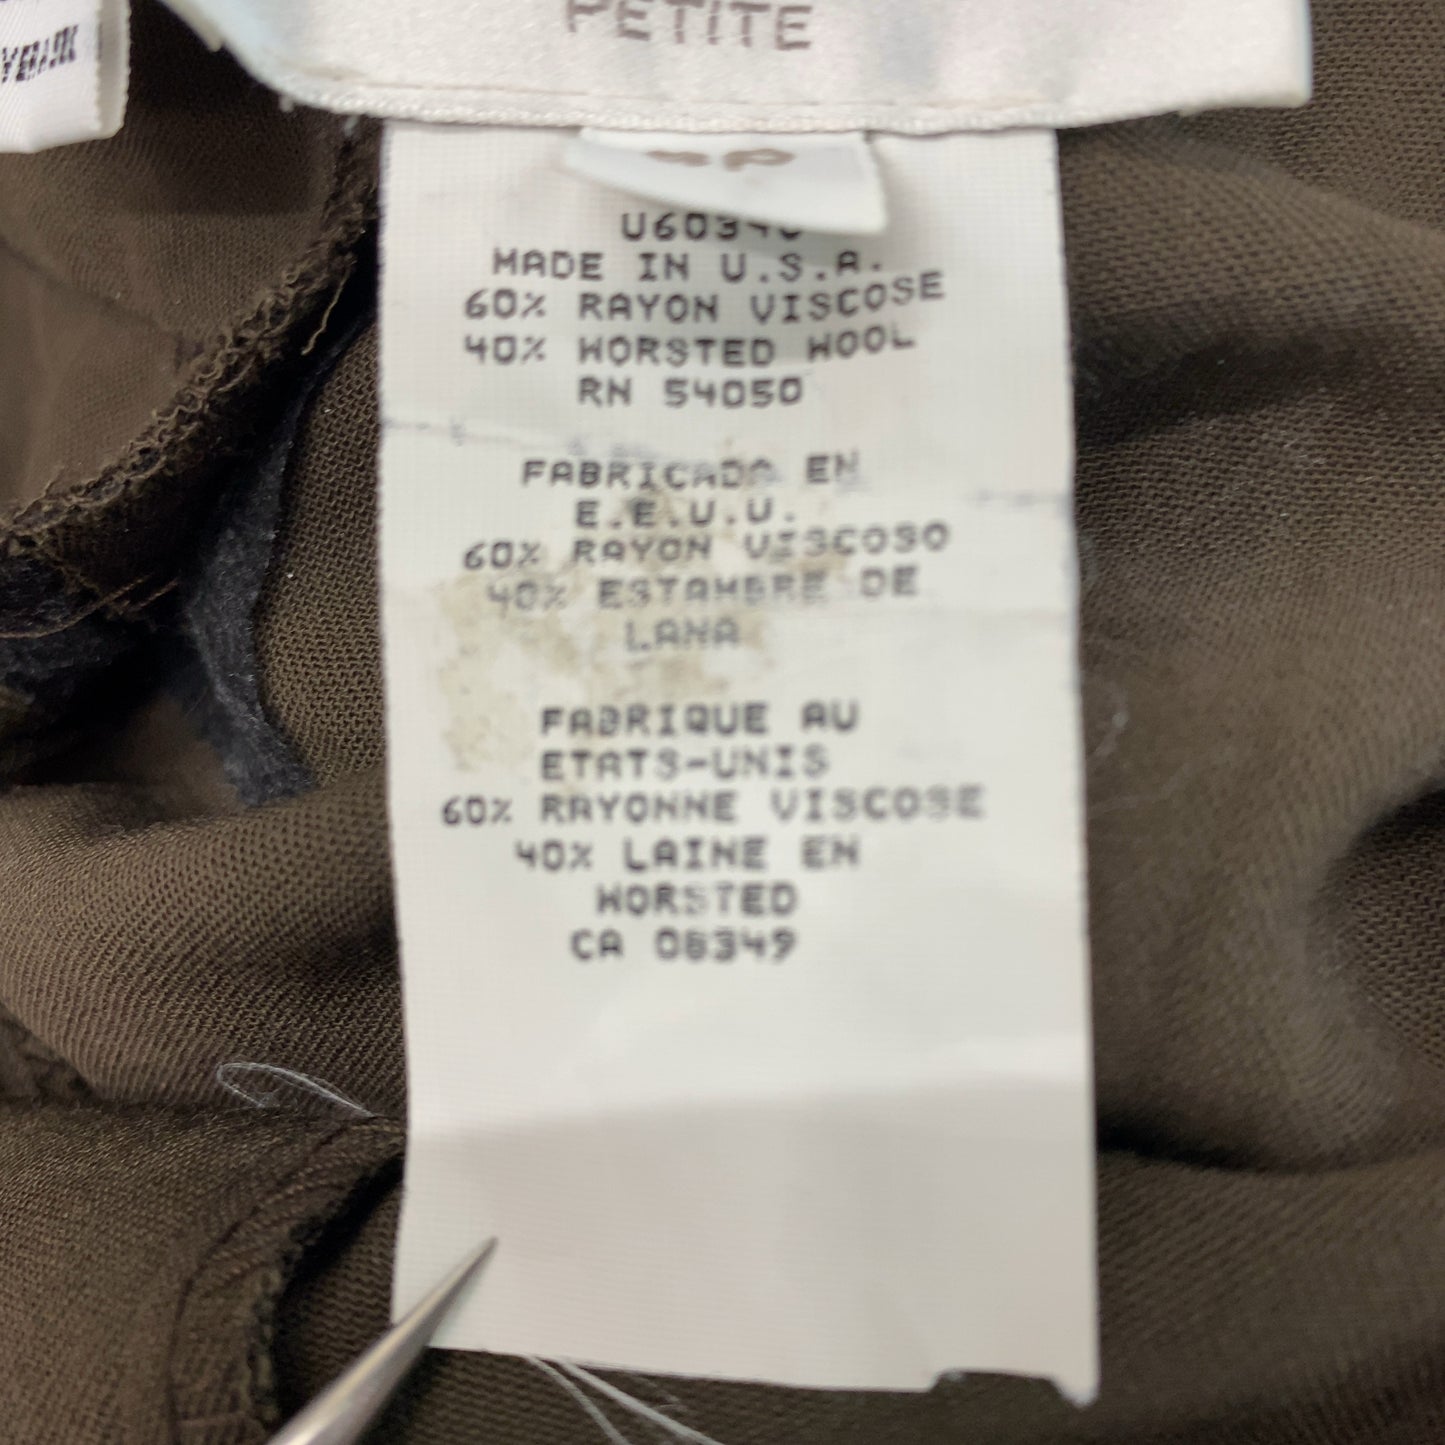 PETITE
MADE IN U.S.A.
60% RAYON VISCOSE
40% WORSTED WOOL
RN 54050
FABRICADA EN
E.E.U.U.
60% RAYON VISCOSO
40% ESTAMBRE DE
LANA
FABRIQUE AU
ETATS-UNIS
60% RAYONNE VISCOSE
40% LAINE EN
WORSTED
CA 08349